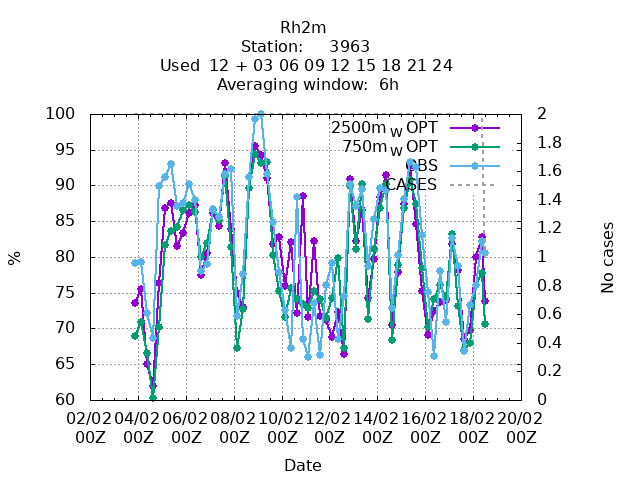 Rh2m
Station: 3963
Used 12 + 03 06 09 12 15 18 21 24
Averaging window: 6h
100
95
90
85
80
75
70
65
60
2
1.8
1.6
1.4
1.2
1
0.8
0.6
0.4
0.2
0
2500m_W OPT
750m_W OPT
OBS
CASES
%
No cases
02/02 04/02 06/02 08/02 10/02 12/02 14/02 16/02 18/02 20/02
00Z 00Z 00Z 00Z 00Z 00Z 00Z 00Z 00Z 00Z
Date